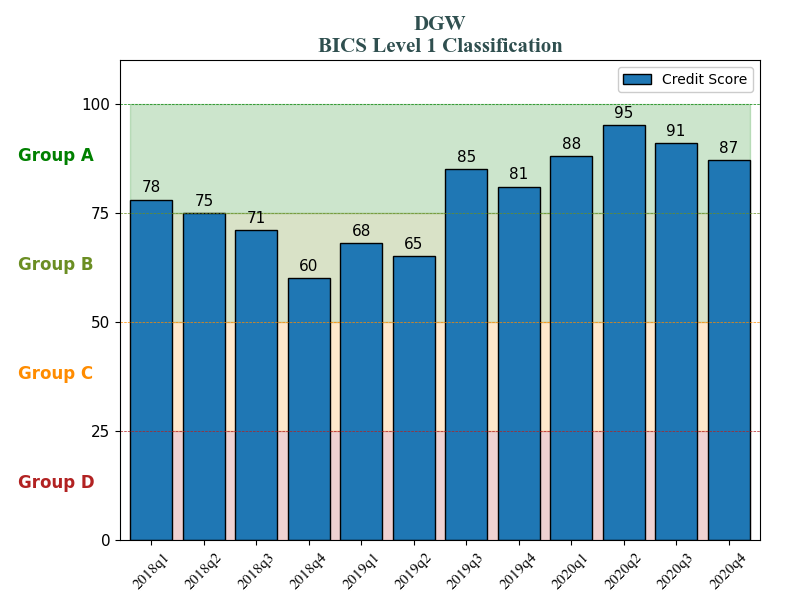 DGW
BICS Level 1 Classification
Credit Score
100
75
50
25
0
Group A
Group B
Group C
Group D
78
75
71
60
68
65
85
81
88
95
91
87
2018q1
2018q2
2018q3
2018q4
2019q1
2019q2
2019q3
2019q4
2020q1
2020q2
2020q3
2020q4